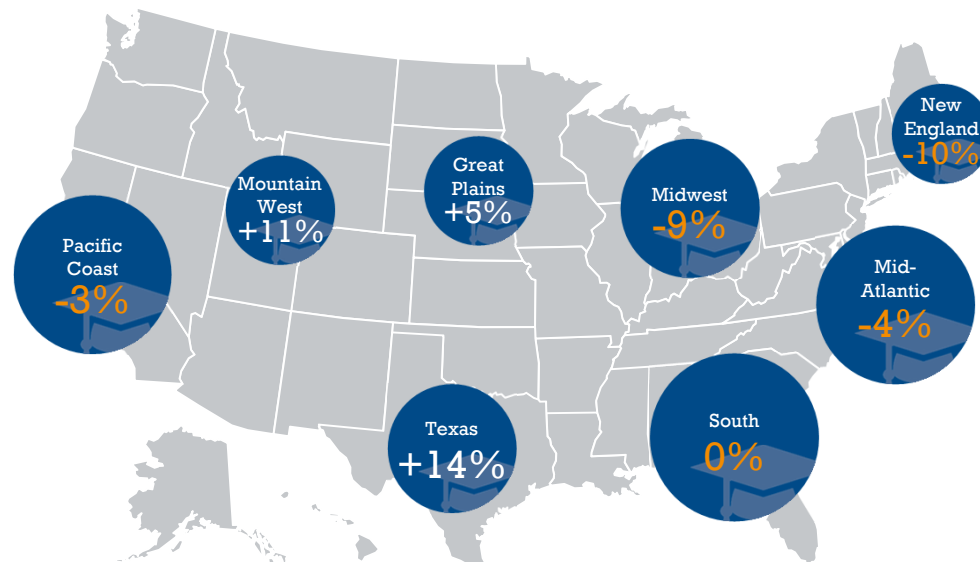 New
England
-10%
Mountain
West
+11%
Great
Plains
+5%
Midwest
-9%
Pacific
Coast
-3%
Mid-
Atlantic
-4%
Texas
+14%
South
0%